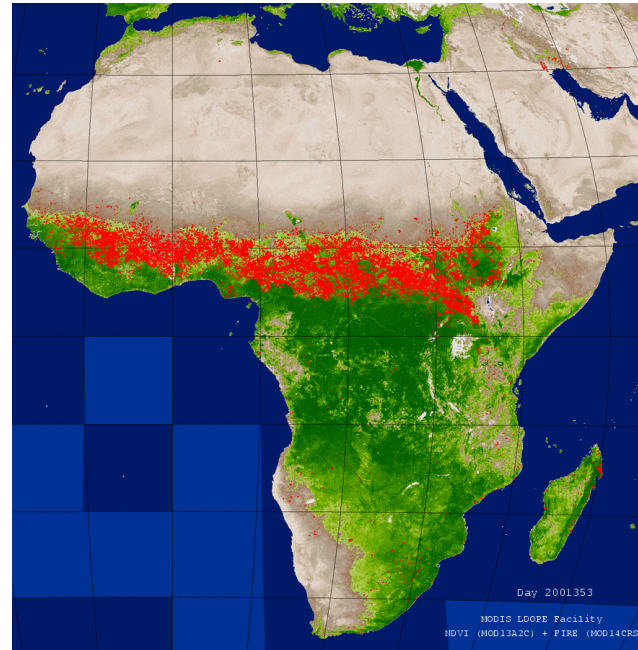 Day 2001353
MODIS LDOPE Facility
NDVI (MOD13A2C) + FIRE (MOD14CRS